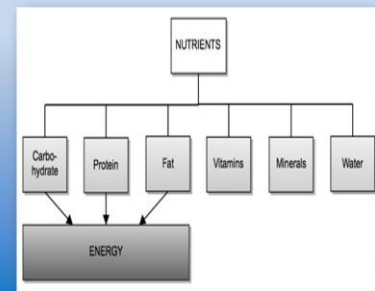 NUTRIENTS
Carbo-
hydrate
Protein
Fat
Vitamins
Minerals
Water
ENERGY